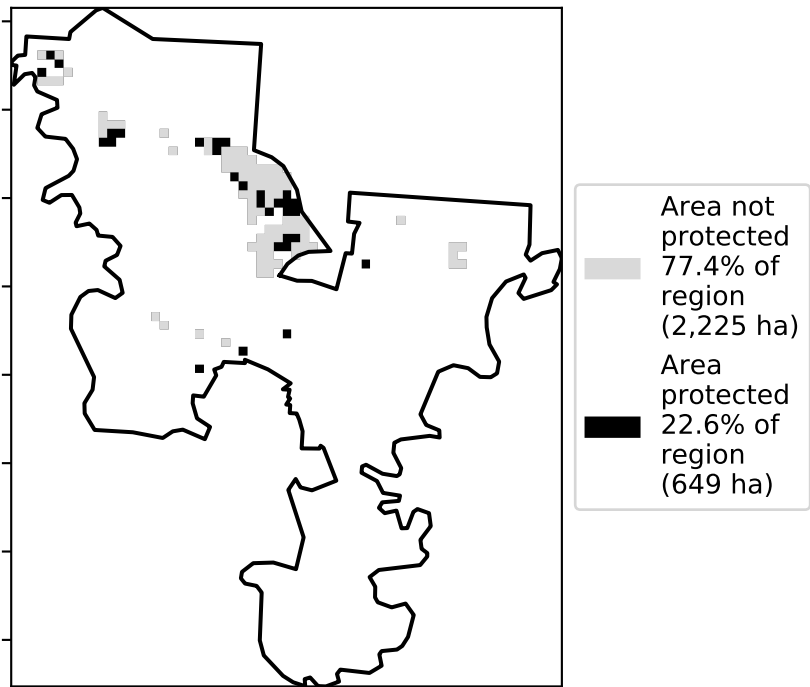 Area not
protected
77.4% of
region
(2,225 ha)
Area
protected
22.6% of
region
(649 ha)